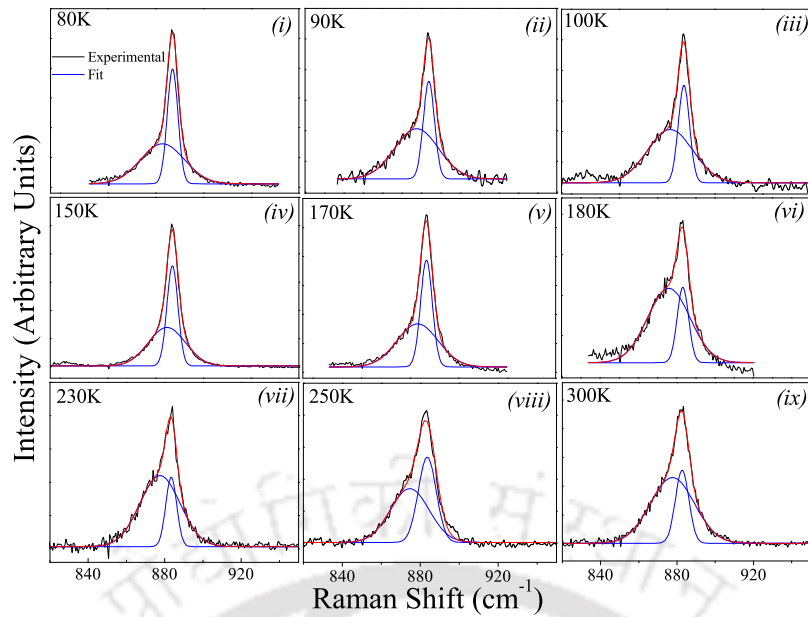 80K (i)
Experimental
Fit
90K (ii)
100K (iii)
150K (iv)
170K (v)
180K (vi)
230K (vii)
250K (viii)
300K (ix)
Intensity (Arbitrary Units)
840 880 920 840 880 920 840 880 920
Raman Shift (cm⁻¹)